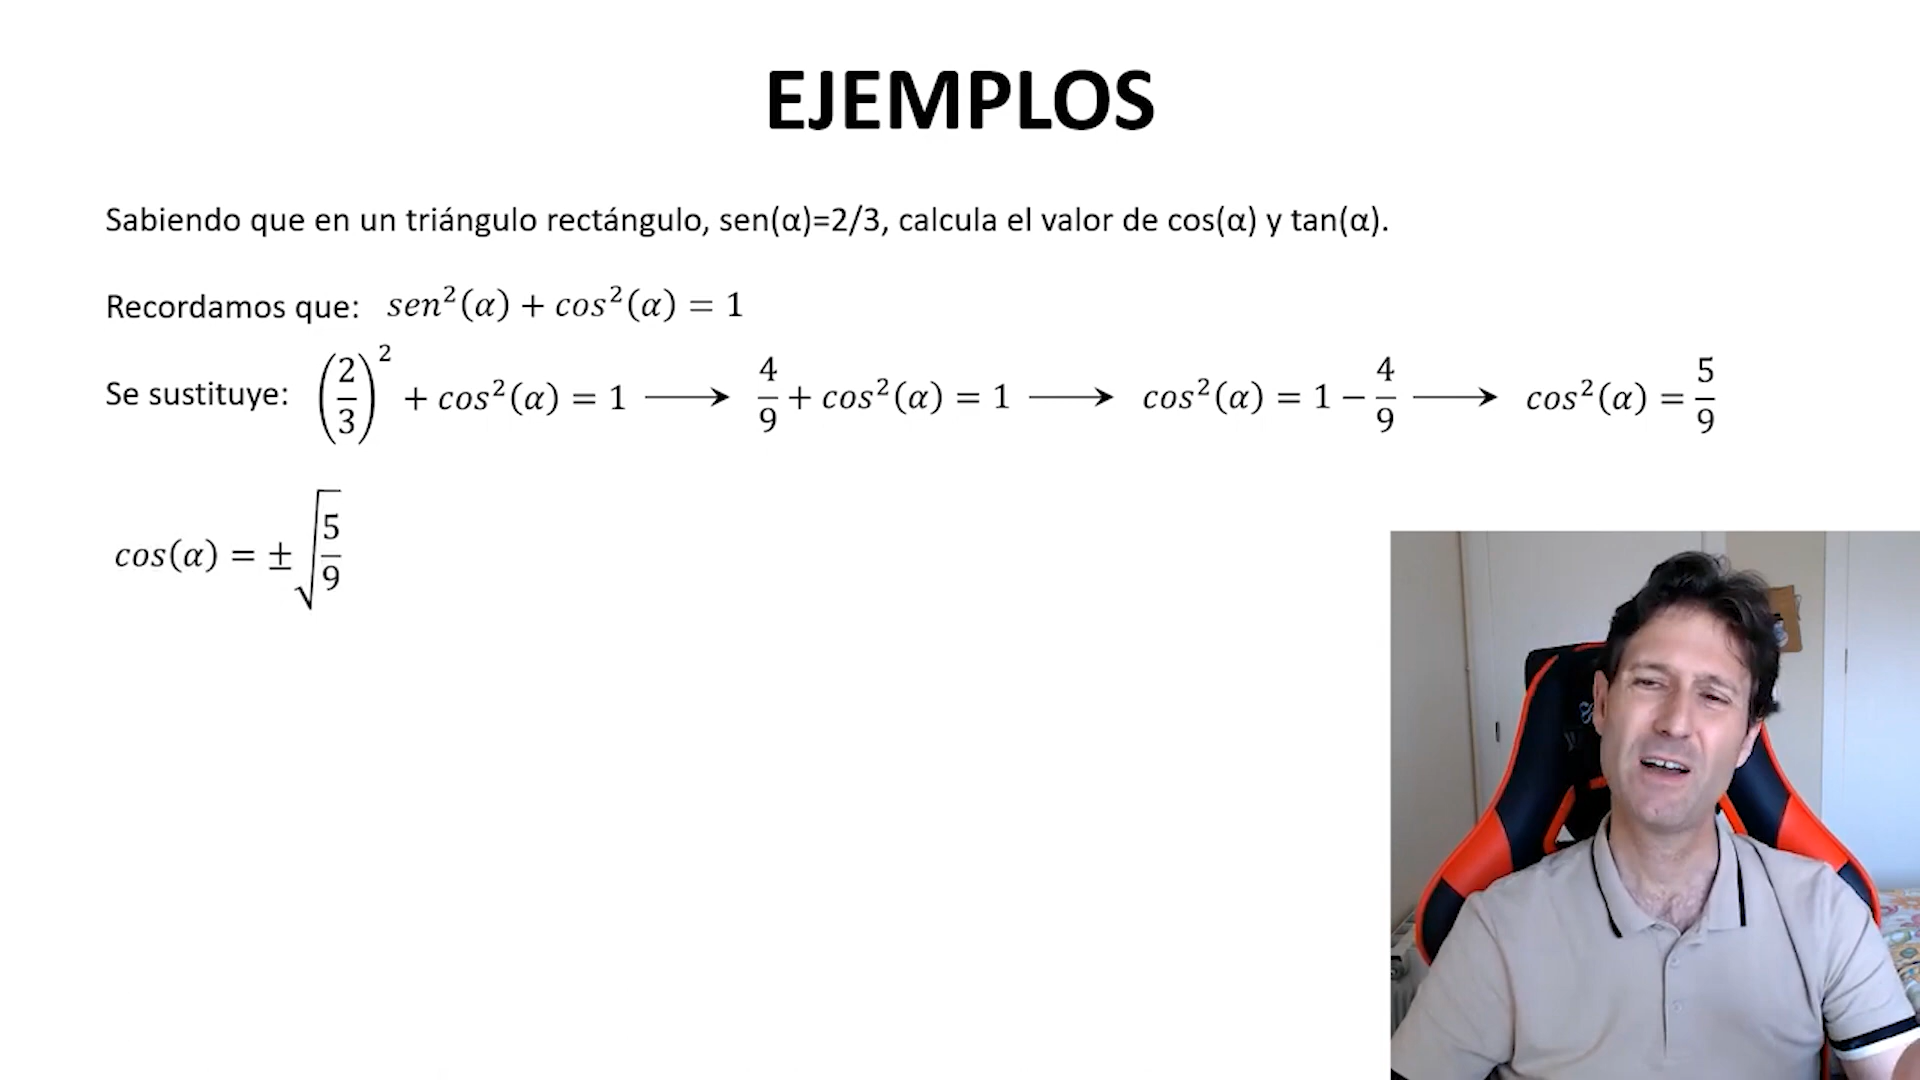 EJEMPLOS
Sabiendo que en un triángulo rectángulo, sen(α)=2/3, calcula el valor de cos(α) y tan(α).
Recordamos que: sen²(α) + cos²(α) = 1
Se sustituye: (2/3)² + cos²(α) = 1 ⟶ 4/9 + cos²(α) = 1 ⟶ cos²(α) = 1 − 4/9 ⟶ cos²(α) = 5/9
cos(α) = ±√(5/9)